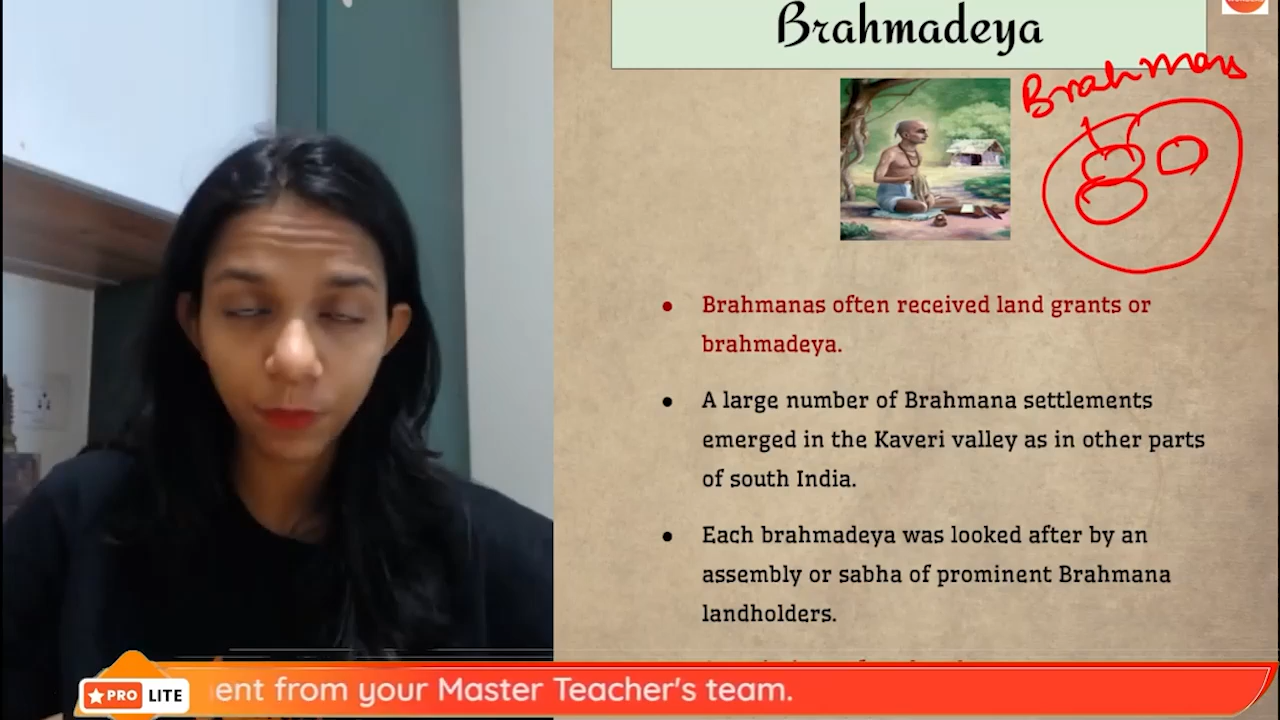 Brahmadeya
Brahmans
• Brahmanas often received land grants or
brahmadeya.
• A large number of Brahmana settlements
emerged in the Kaveri valley as in other parts
of south India.
• Each brahmadeya was looked after by an
assembly or sabha of prominent Brahmana
landholders.
PRO LITE
ent from your Master Teacher's team.